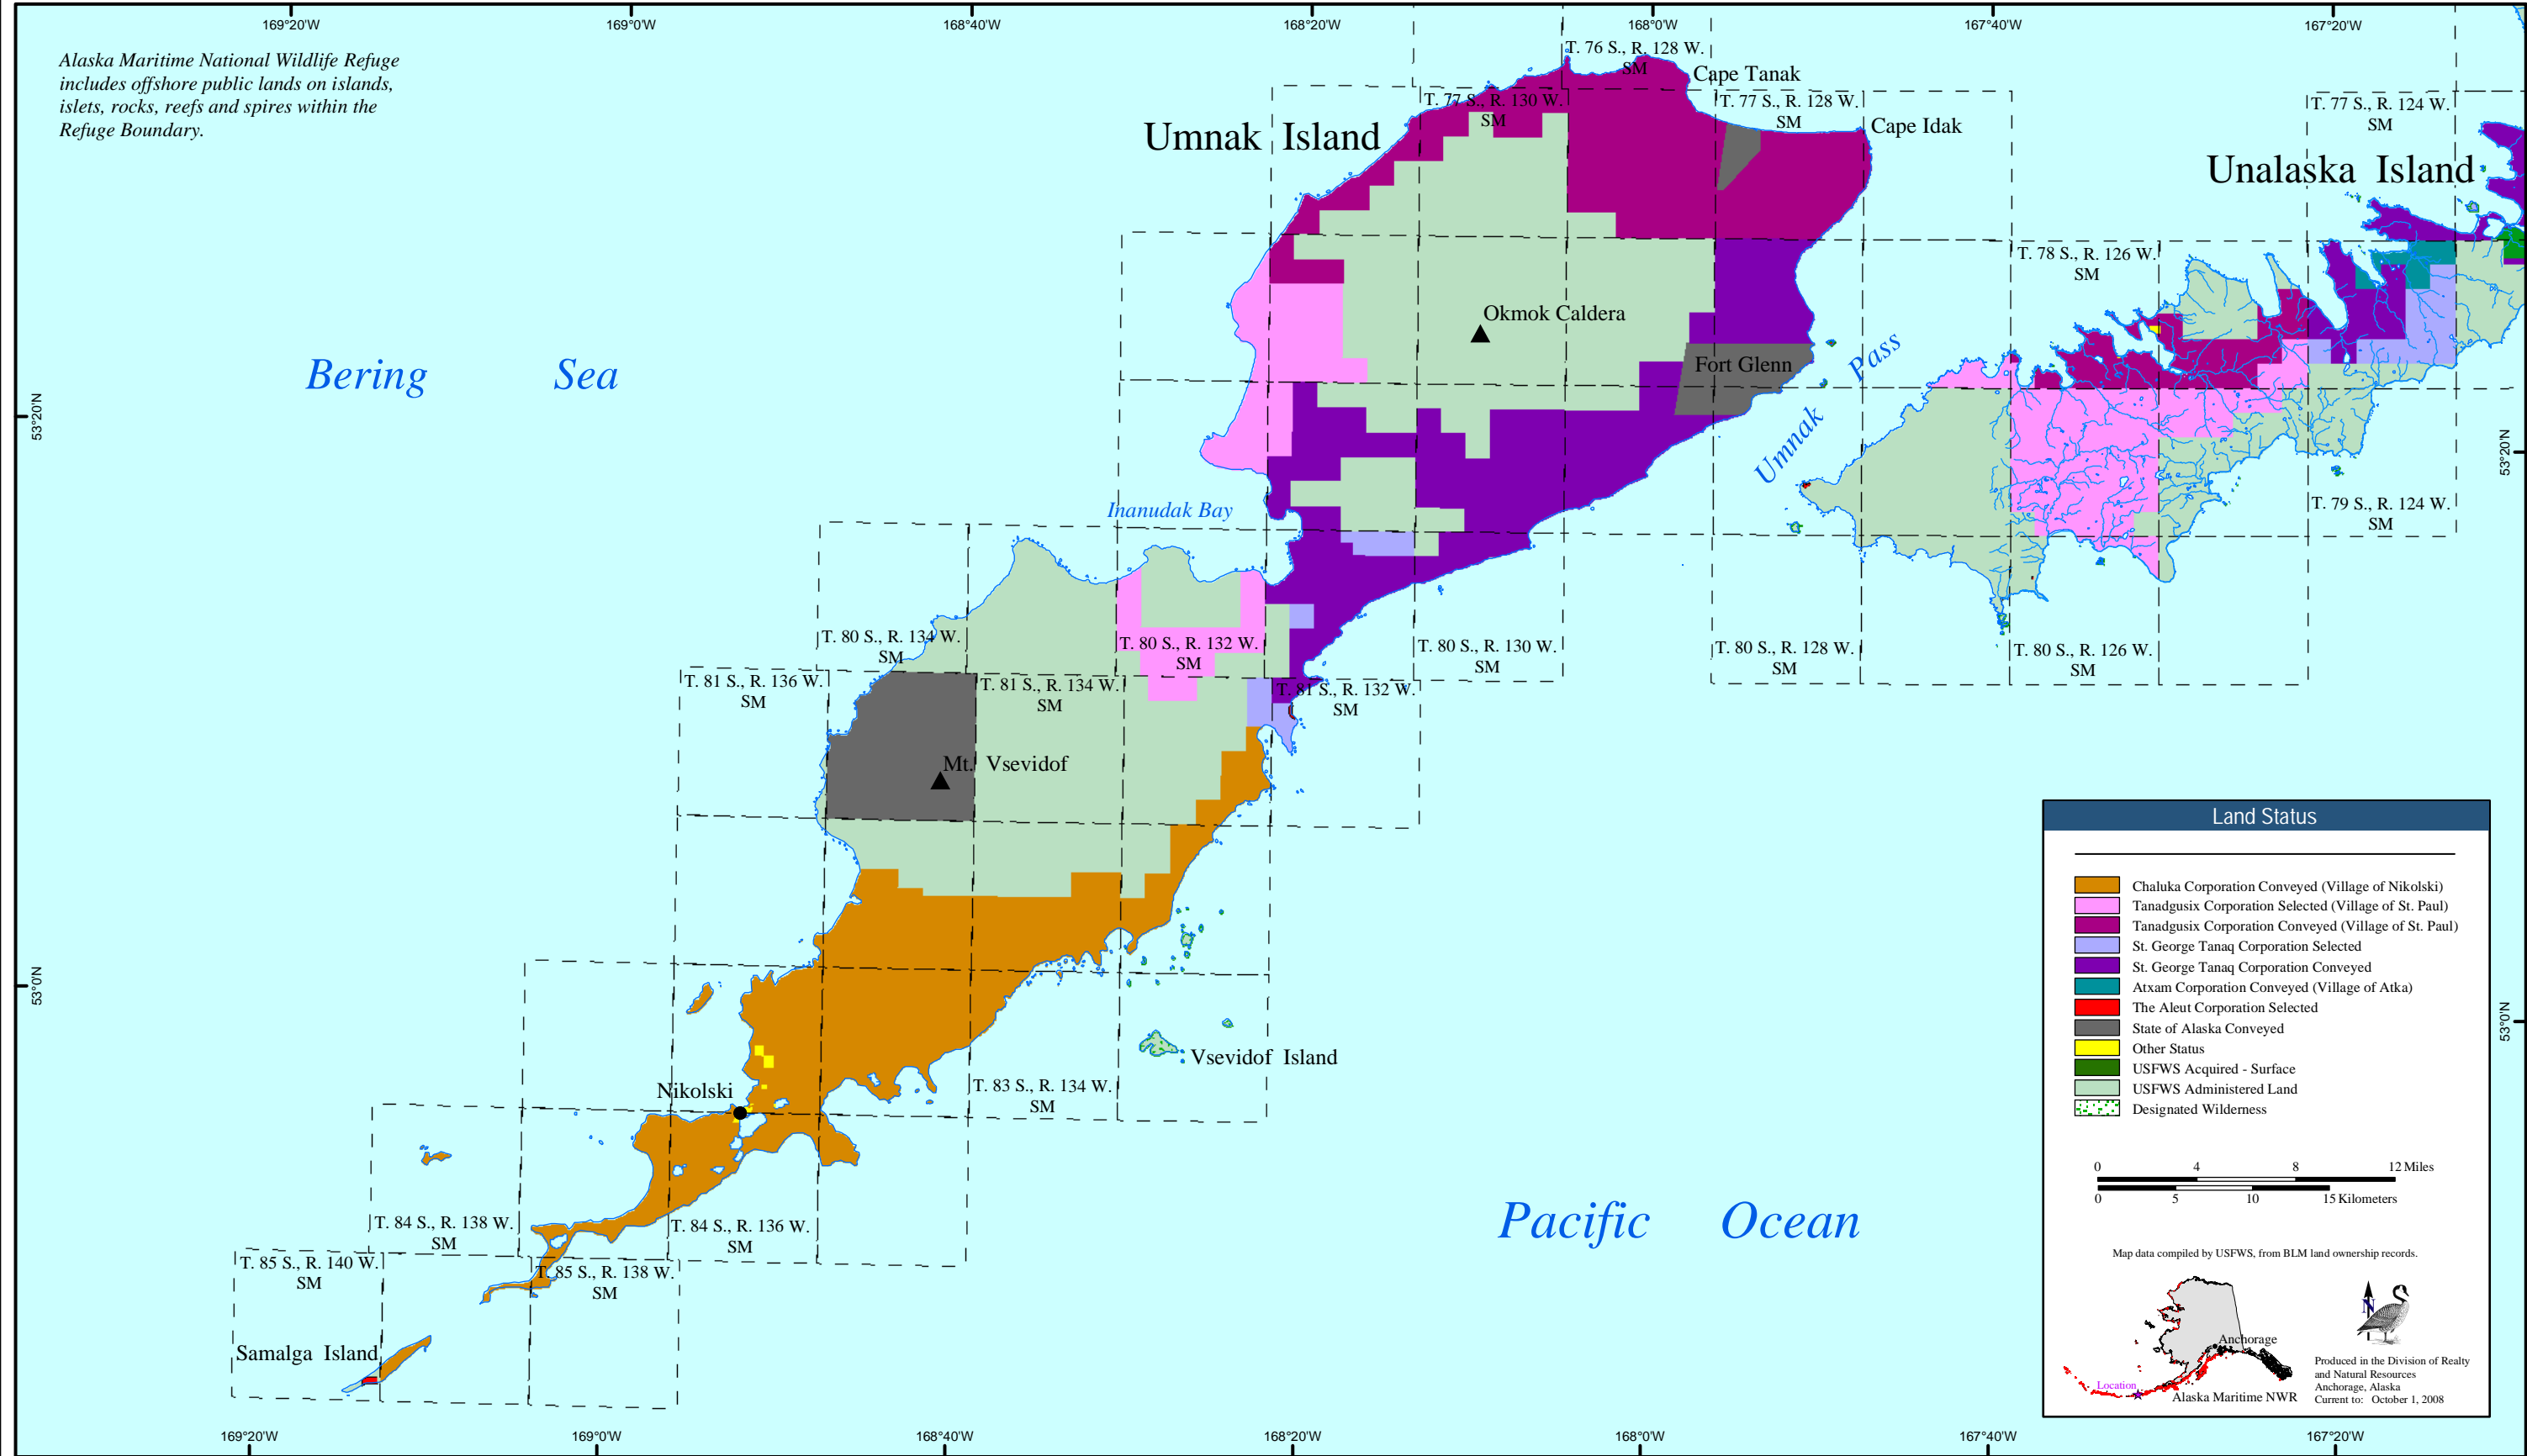 169°20'W
169°0'W
168°40'W
168°20'W
168°0'W
167°40'W
167°20'W
Alaska Maritime National Wildlife Refuge
includes offshore public lands on islands,
islets, rocks, reefs and spires within the
Refuge Boundary.
T. 76 S., R. 128 W.
SM
Cape Tanak
T. 77 S., R. 130 W.
SM
T. 77 S., R. 128 W.
SM
T. 77 S., R. 124 W.
SM
Umnak Island
Cape Idak
Unalaska Island
T. 78 S., R. 126 W.
SM
Okmok Caldera
Bering Sea
Fort Glenn
Umnak Pass
53°20'N
53°20'N
Inanudak Bay
T. 79 S., R. 124 W.
SM
T. 80 S., R. 134 W.
SM
T. 80 S., R. 132 W.
SM
T. 80 S., R. 130 W.
SM
T. 80 S., R. 128 W.
SM
T. 80 S., R. 126 W.
SM
T. 81 S., R. 136 W.
SM
T. 81 S., R. 134 W.
SM
T. 81 S., R. 132 W.
SM
Mt. Vsevidof
53°0'N
53°0'N
Vsevidof Island
Nikolski
T. 83 S., R. 134 W.
SM
T. 84 S., R. 138 W.
SM
T. 84 S., R. 136 W.
SM
Pacific Ocean
T. 85 S., R. 140 W.
SM
T. 85 S., R. 138 W.
SM
Samalga Island
Land Status
Chaluka Corporation Conveyed (Village of Nikolski)
Tanadgusix Corporation Selected (Village of St. Paul)
Tanadgusix Corporation Conveyed (Village of St. Paul)
St. George Tanaq Corporation Selected
St. George Tanaq Corporation Conveyed
Atxam Corporation Conveyed (Village of Atka)
The Aleut Corporation Selected
State of Alaska Conveyed
Other Status
USFWS Acquired - Surface
USFWS Administered Land
Designated Wilderness
0 4 8 12 Miles
0 5 10 15 Kilometers
Map data compiled by USFWS, from BLM land ownership records.
N
Anchorage
Location
Alaska Maritime NWR
Produced in the Division of Realty
and Natural Resources
Anchorage, Alaska
Current to: October 1, 2008
169°20'W
169°0'W
168°40'W
168°20'W
168°0'W
167°40'W
167°20'W